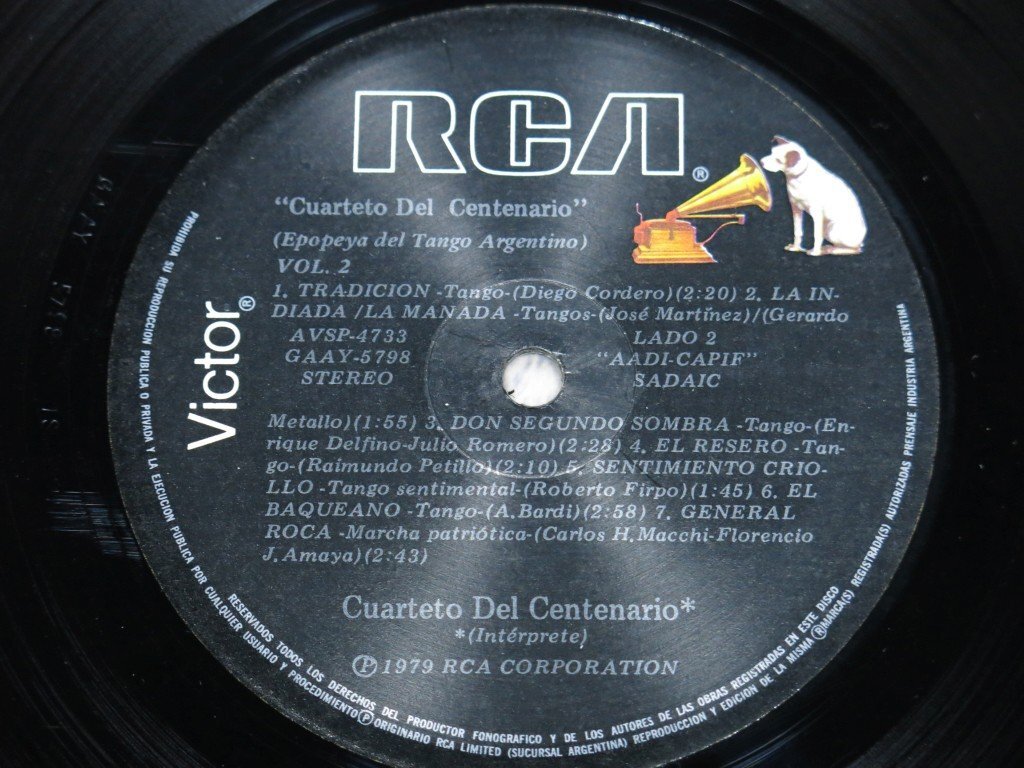 RCA®
"Cuarteto Del Centenario"
(Epopeya del Tango Argentino)
VOL. 2
1. TRADICION -Tango-(Diego Cordero)(2:20) 2. LA IN-
DIADA /LA MANADA -Tangos-(José Martínez)/(Gerardo
AVSP-4733
GAAY-5798
STEREO
LADO 2
"AADI-CAPIF"
SADAIC
Metallo)(1:55) 3. DON SEGUNDO SOMBRA -Tango-(En-
rique Delfino-Julio Romero)(2:28) 4. EL RESERO -Tan-
go-(Raimundo Petillo)(2:10) 5. SENTIMIENTO CRIO-
LLO -Tango sentimental-(Roberto Firpo)(1:45) 6. EL
BAQUEANO -Tango-(A.Bardi)(2:58) 7. GENERAL
ROCA -Marcha patriótica-(Carlos H.Macchi-Florencio
J.Amaya)(2:43)
Cuarteto Del Centenario*
*(Intérprete)
℗ 1979 RCA CORPORATION
Victor®
PROHIBIDA SU REPRODUCCION PUBLICA O PRIVADA Y LA EJECUCION PUBLICA POR CUALQUIER USUARIO Y PROCEDIMIENTO ℗ ORIGINARIO RCA LIMITED (SUCURSAL ARGENTINA) REPRODUCCION Y EDICION DE LA MISMA
RESERVADOS TODOS LOS DERECHOS DEL PRODUCTOR FONOGRAFICO Y DE LOS AUTORES DE LAS OBRAS REGISTRADAS EN ESTE DISCO
® MARCA(S) REGISTRADA(S) AUTORIZADAS PRENSAJE INDUSTRIA ARGENTINA